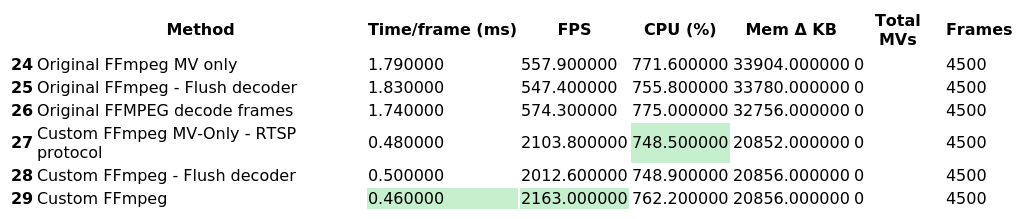 Method Time/frame (ms) FPS CPU (%) Mem Δ KB Total MVs Frames
24 Original FFmpeg MV only 1.790000 557.900000 771.600000 33904.000000 0 4500
25 Original FFmpeg - Flush decoder 1.830000 547.400000 755.800000 33780.000000 0 4500
26 Original FFMPEG decode frames 1.740000 574.300000 775.000000 32756.000000 0 4500
27 Custom FFmpeg MV-Only - RTSP protocol 0.480000 2103.800000 748.500000 20852.000000 0 4500
28 Custom FFmpeg - Flush decoder 0.500000 2012.600000 748.900000 20856.000000 0 4500
29 Custom FFmpeg 0.460000 2163.000000 762.200000 20856.000000 0 4500